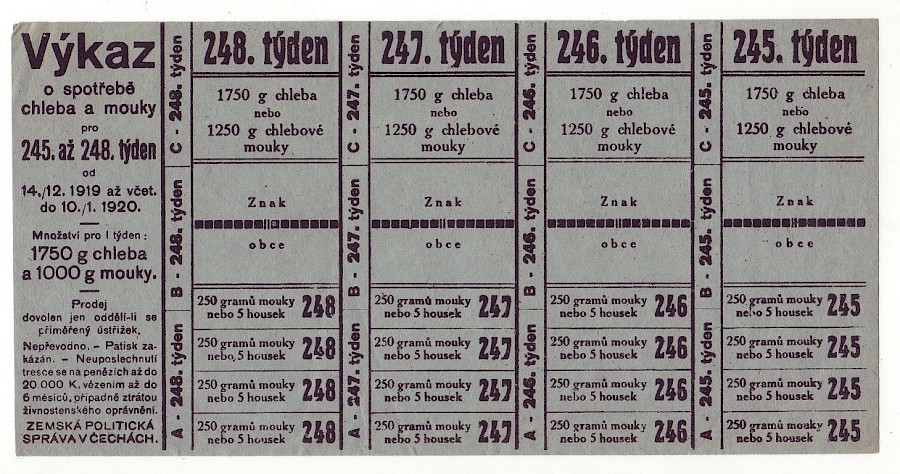 Výkaz
o spotřebě
chleba a mouky
pro
245. až 248. týden
od
14./12. 1919 až včet.
do 10./1. 1920.
Množství pro 1 týden:
1750 g chleba
a 1000 g mouky.
Prodej
dovolen jen oddělí-li se
přiměřený ústřižek.
Nepřevodno. – Patisk za-
kázán. – Neuposlechnutí
tresce se na penězích až do
20.000 K, vězením až do
6 měsíců, případně ztrátou
živnostenského oprávnění.
ZEMSKÁ POLITICKÁ
SPRÁVA V ČECHÁCH.
C - 248. týden
B - 248. týden
A - 248. týden
248. týden
1750 g chleba
nebo
1250 g chlebové
mouky
Znak
obce
250 gramů mouky
nebo 5 housek 248
250 gramů mouky
nebo 5 housek 248
250 gramů mouky
nebo 5 housek 248
250 gramů mouky
nebo 5 housek 248
C - 247. týden
B - 247. týden
A - 247. týden
247. týden
1750 g chleba
nebo
1250 g chlebové
mouky
Znak
obce
250 gramů mouky
nebo 5 housek 247
250 gramů mouky
nebo 5 housek 247
250 gramů mouky
nebo 5 housek 247
250 gramů mouky
nebo 5 housek 247
C - 246. týden
B - 246. týden
A - 246. týden
246. týden
1750 g chleba
nebo
1250 g chlebové
mouky
Znak
obce
250 gramů mouky
nebo 5 housek 246
250 gramů mouky
nebo 5 housek 246
250 gramů mouky
nebo 5 housek 246
250 gramů mouky
nebo 5 housek 246
C - 245. týden
B - 245. týden
A - 245. týden
245. týden
1750 g chleba
nebo
1250 g chlebové
mouky
Znak
obce
250 gramů mouky
nebo 5 housek 245
250 gramů mouky
nebo 5 housek 245
250 gramů mouky
nebo 5 housek 245
250 gramů mouky
nebo 5 housek 245